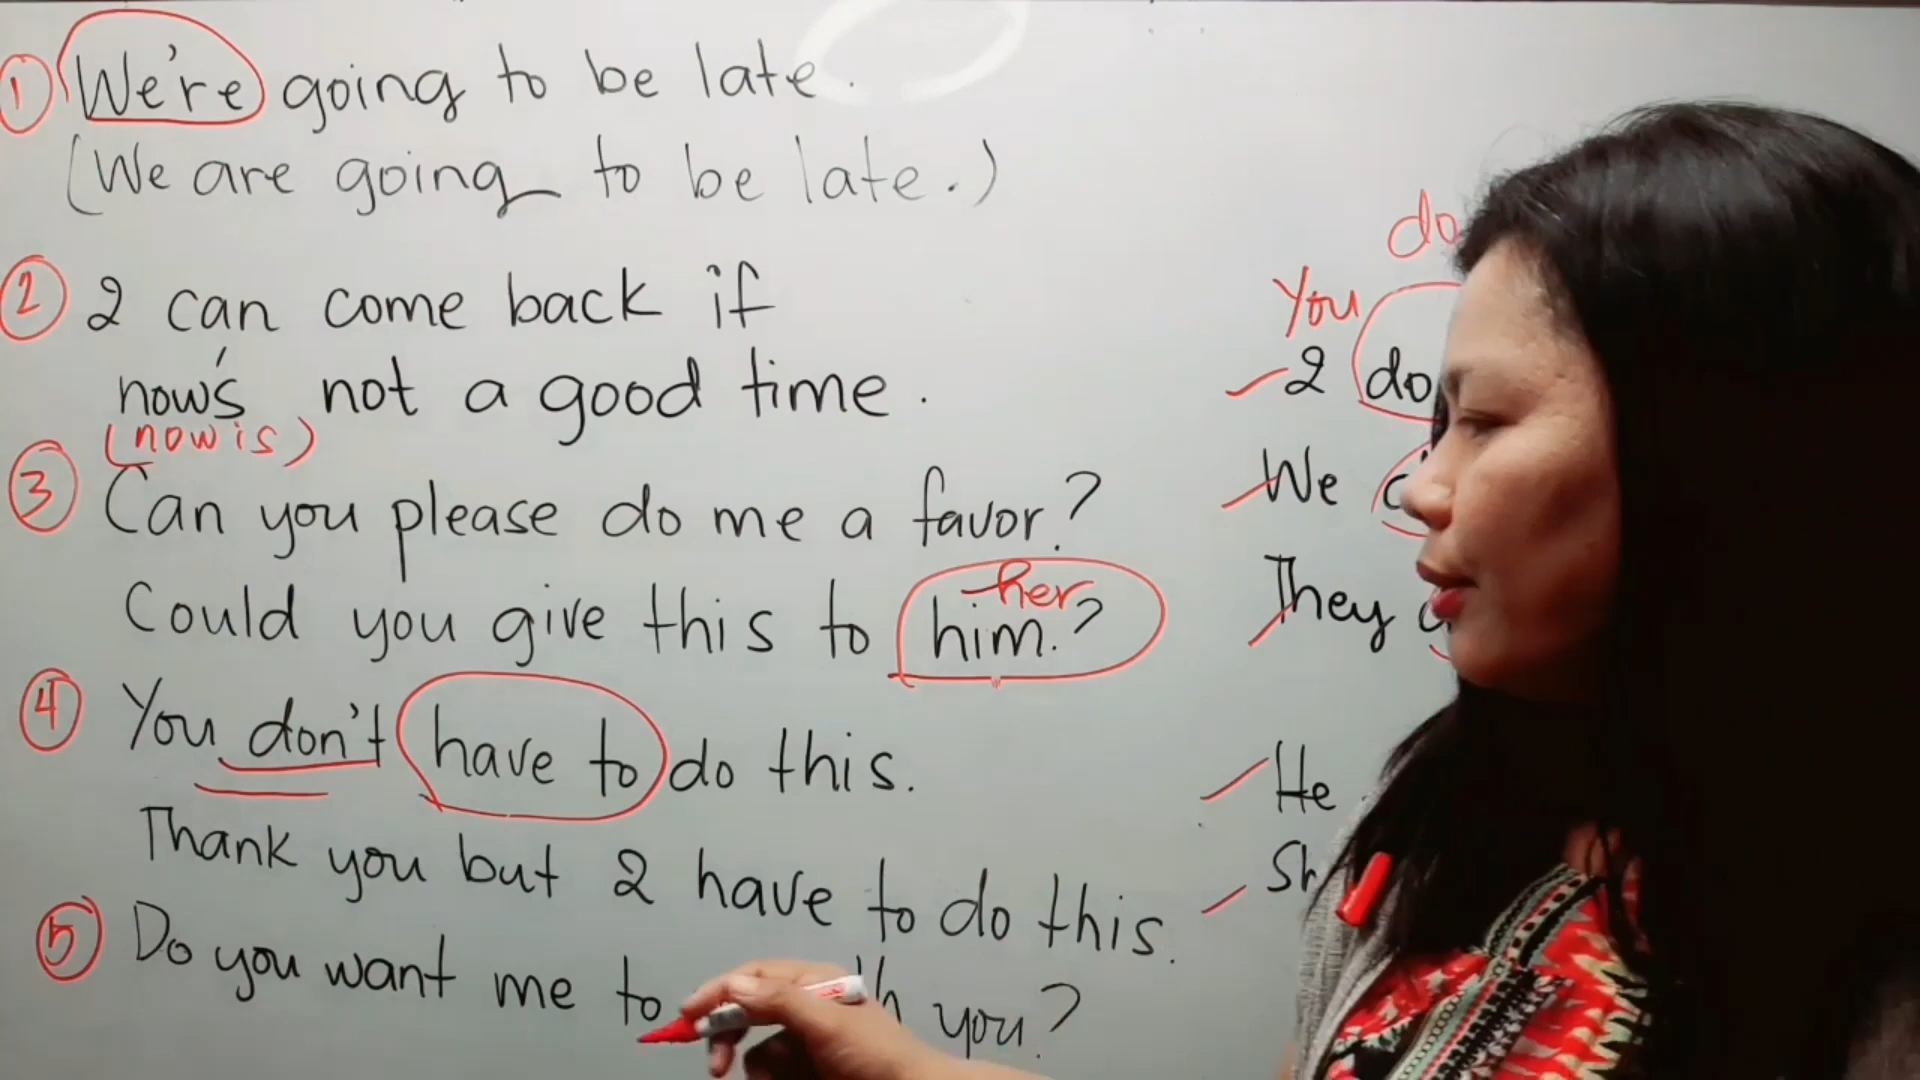 ① We're going to be late.
(We are going to be late.)
② I can come back if
now's not a good time.
(now is)
③ Can you please do me a favor?
her
Could you give this to him?
④ You don't have to do this.
Thank you but I have to do this.
⑤ Do you want me to you?
do
You
I do
We
They
He